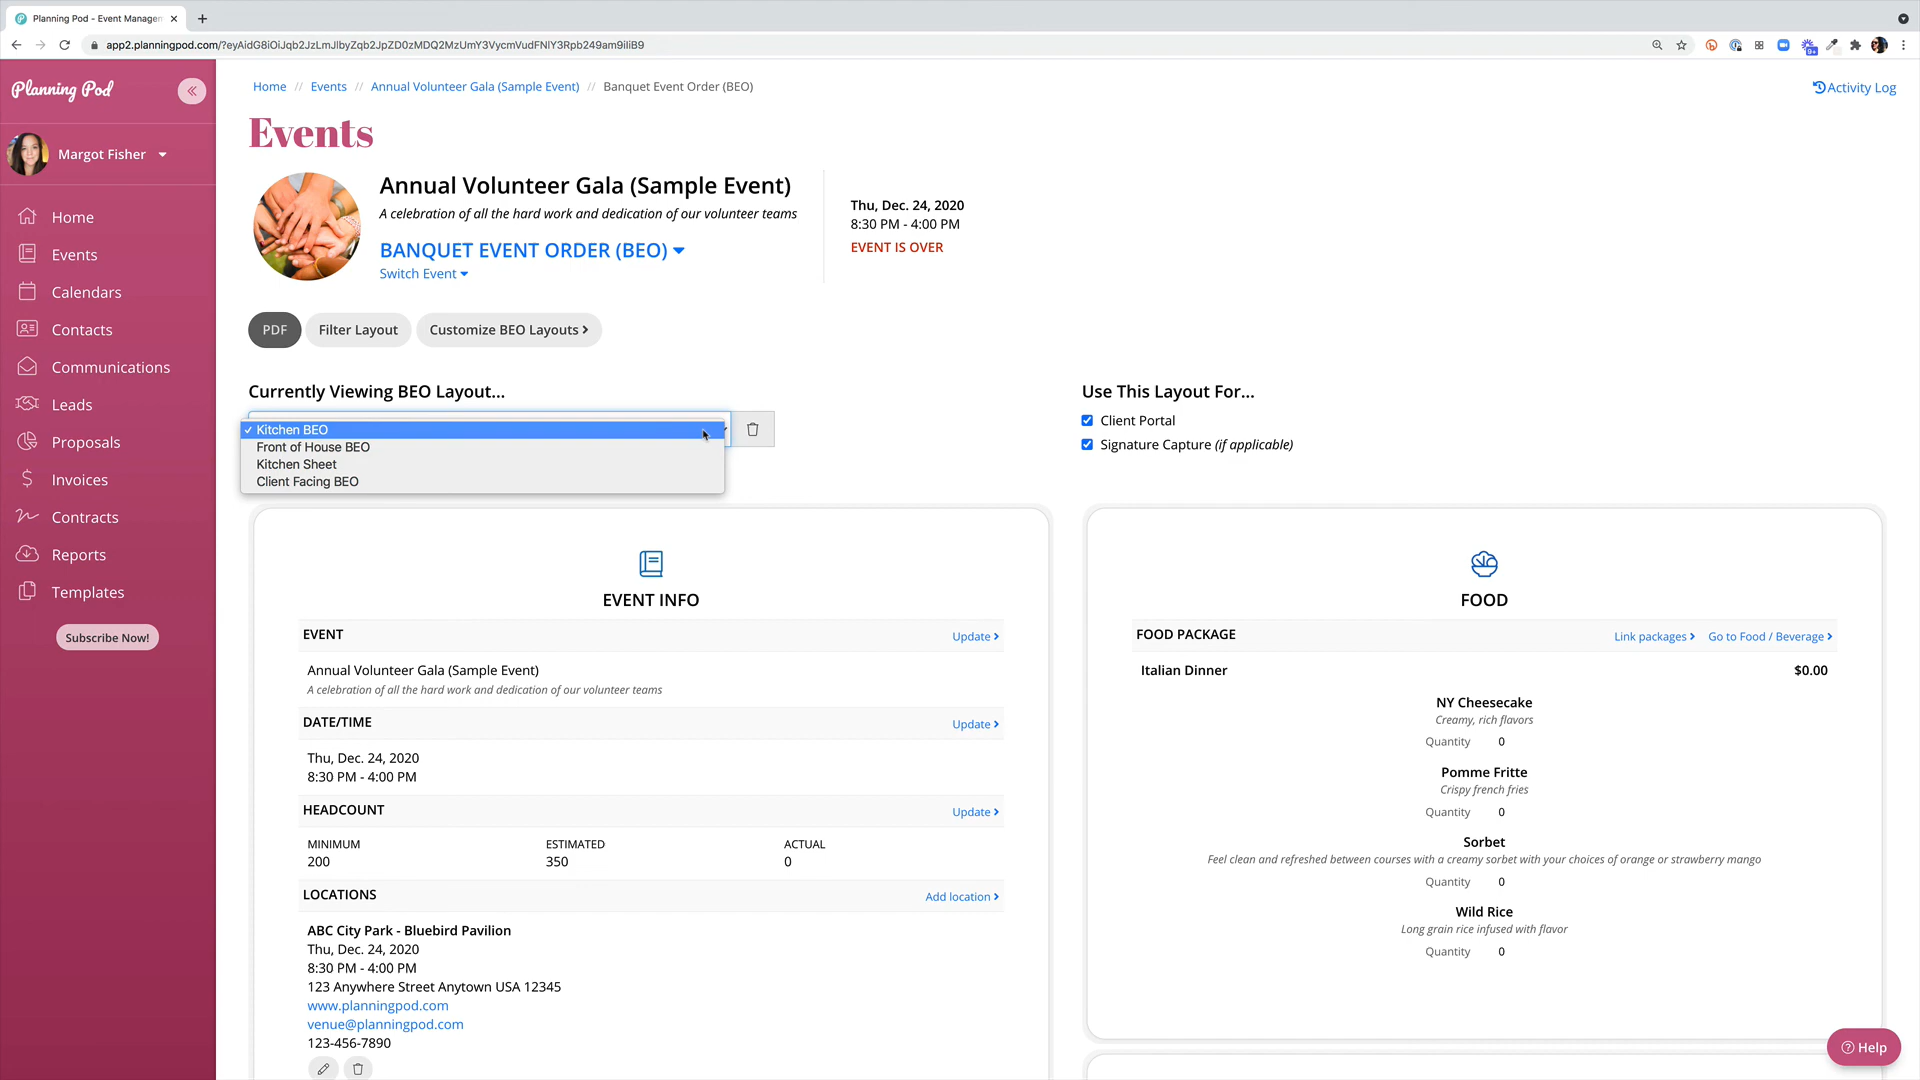 Planning Pod - Event Managem
app2.planningpod.com/?eyAidG8iOiJqb2JzLmJlbyZqb2JpZD0zMDQ2MzUmY3VycmVudFNlY3Rpb249am9iIiB9
9+
Planning Pod
Margot Fisher
Home
Events
Calendars
Contacts
Communications
Leads
Proposals
Invoices
Contracts
Reports
Templates
Subscribe Now!
Home // Events // Annual Volunteer Gala (Sample Event) // Banquet Event Order (BEO)
Activity Log
Events
Annual Volunteer Gala (Sample Event)
A celebration of all the hard work and dedication of our volunteer teams
BANQUET EVENT ORDER (BEO)
Switch Event
Thu, Dec. 24, 2020
8:30 PM - 4:00 PM
EVENT IS OVER
PDF
Filter Layout
Customize BEO Layouts
Currently Viewing BEO Layout...
Kitchen BEO
Front of House BEO
Kitchen Sheet
Client Facing BEO
Use This Layout For...
Client Portal
Signature Capture (if applicable)
EVENT INFO
EVENT Update
Annual Volunteer Gala (Sample Event)
A celebration of all the hard work and dedication of our volunteer teams
DATE/TIME Update
Thu, Dec. 24, 2020
8:30 PM - 4:00 PM
HEADCOUNT Update
MINIMUM ESTIMATED ACTUAL
200 350 0
LOCATIONS Add location
ABC City Park - Bluebird Pavilion
Thu, Dec. 24, 2020
8:30 PM - 4:00 PM
123 Anywhere Street Anytown USA 12345
www.planningpod.com
venue@planningpod.com
123-456-7890
FOOD
FOOD PACKAGE Link packages Go to Food / Beverage
Italian Dinner $0.00
NY Cheesecake
Creamy, rich flavors
Quantity 0
Pomme Fritte
Crispy french fries
Quantity 0
Sorbet
Feel clean and refreshed between courses with a creamy sorbet with your choices of orange or strawberry mango
Quantity 0
Wild Rice
Long grain rice infused with flavor
Quantity 0
Help